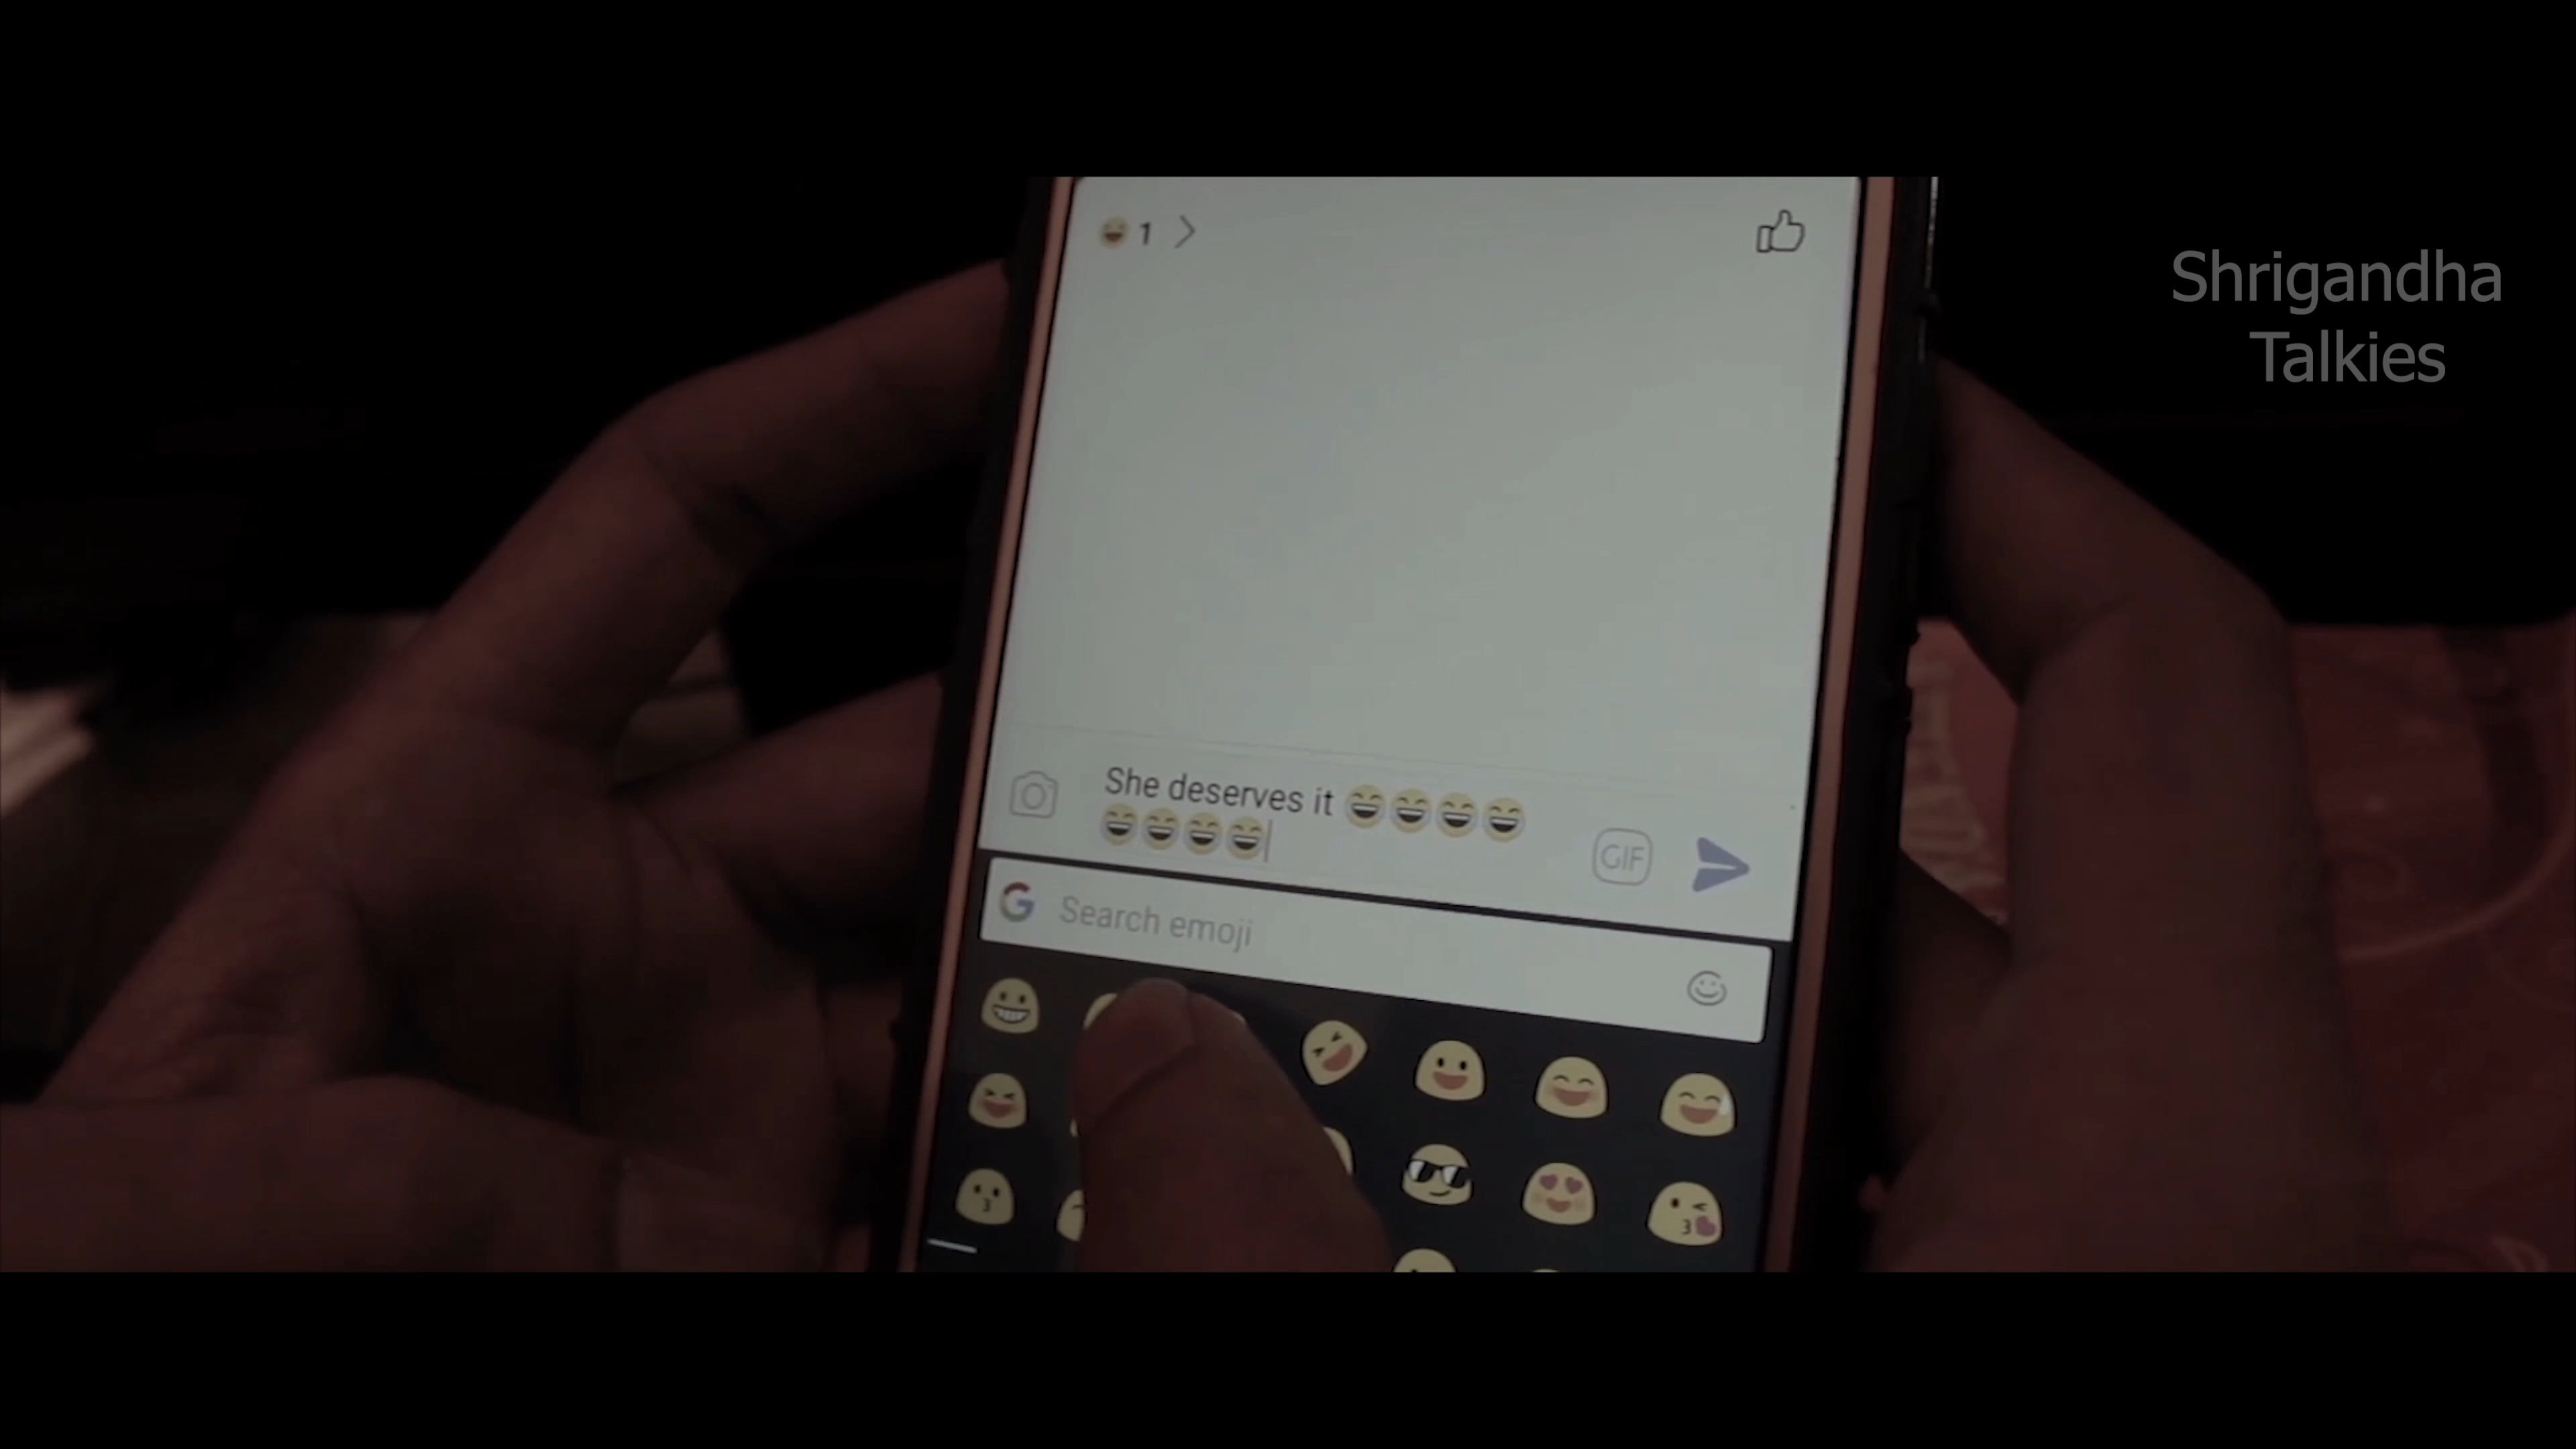 1
Shrigandha
Talkies
She deserves it 😄😄😄😄
😄😄😄😄
GIF
G Search emoji